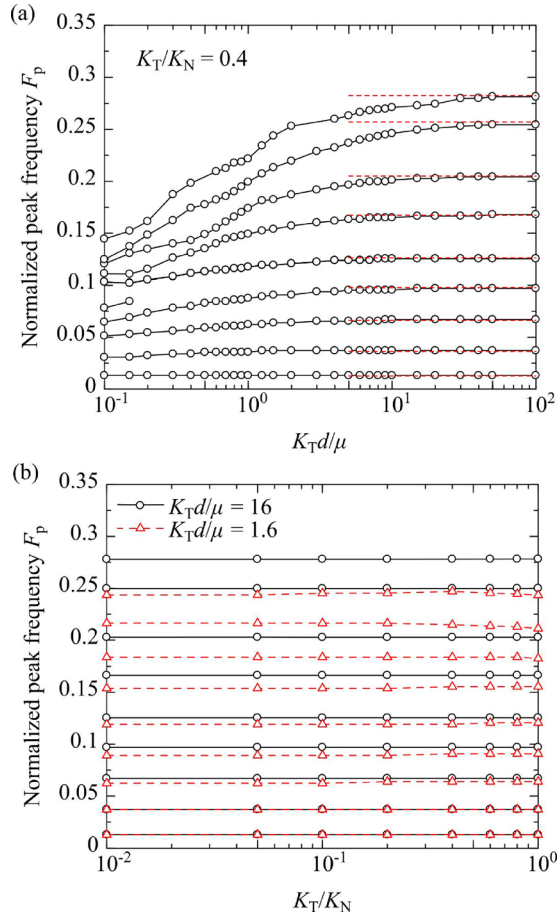 (a)
K_T/K_N = 0.4
Normalized peak frequency F_p
0.35
0.3
0.25
0.2
0.15
0.1
0.05
0
10^-1
10^0
10^1
10^2
K_T d/μ
(b)
K_T d/μ = 16
K_T d/μ = 1.6
Normalized peak frequency F_p
0.35
0.3
0.25
0.2
0.15
0.1
0.05
0
10^-2
10^-1
10^0
K_T/K_N